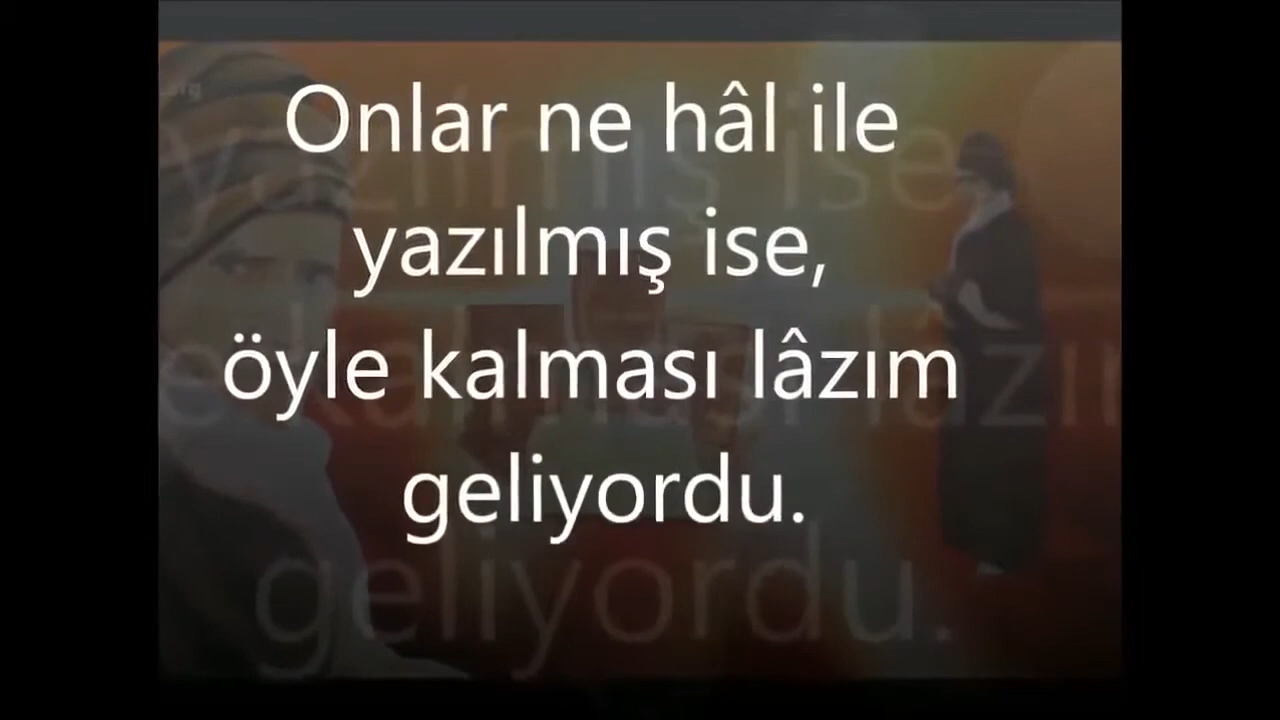 Onlar ne hâl ile
yazılmış ise,
öyle kalması lâzım
geliyordu.